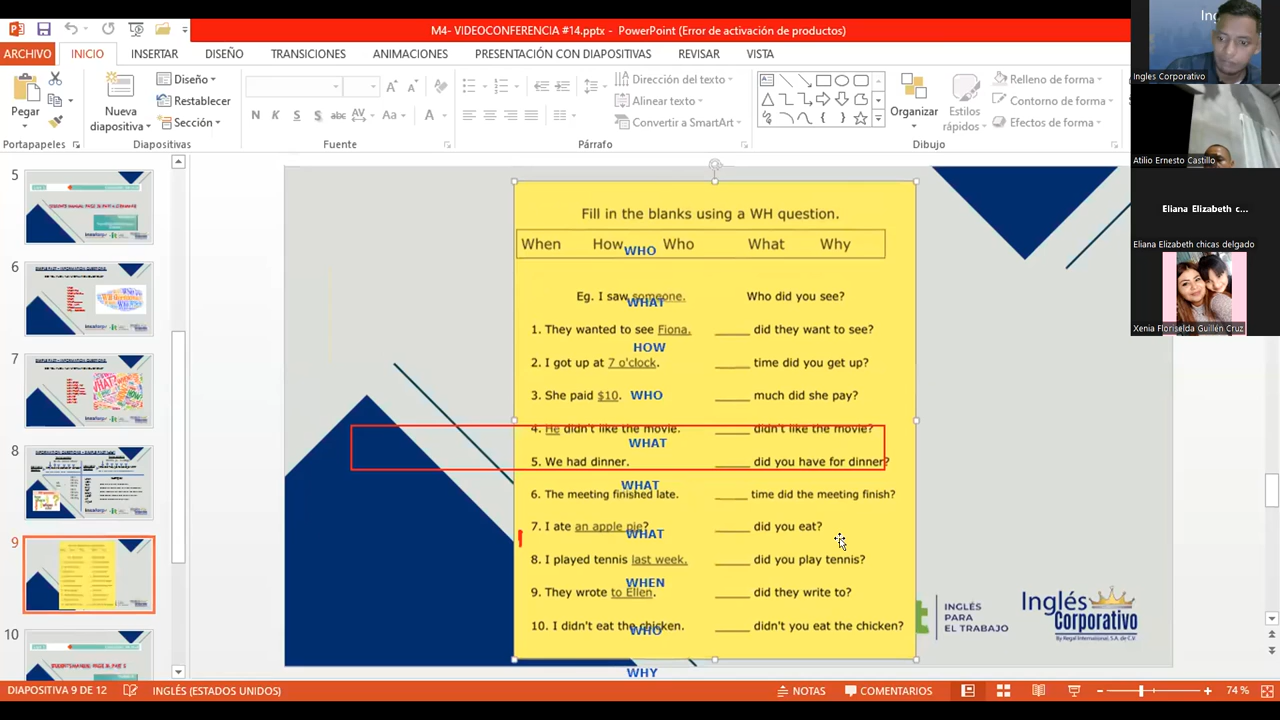 M4- VIDEOCONFERENCIA #14.pptx - PowerPoint (Error de activación de productos)
ARCHIVO INICIO INSERTAR DISEÑO TRANSICIONES ANIMACIONES PRESENTACIÓN CON DIAPOSITIVAS REVISAR VISTA
Pegar
Nueva diapositiva
Diseño
Restablecer
Sección
N K S abc AV Aa A
Dirección del texto
Alinear texto
Convertir a SmartArt
Organizar
Estilos rápidos
Relleno de forma
Contorno de forma
Efectos de forma
Portapapeles Diapositivas Fuente Párrafo Dibujo
Ingles Corporativo
Atilio Ernesto Castillo
Eliana Elizabeth c...
Eliana Elizabeth chicas delgado
Xenia Floriselda Guillén Cruz
5
6
7
8
9
10
Fill in the blanks using a WH question.
When How Who What Why
WHO
Eg. I saw someone. Who did you see?
WHAT
1. They wanted to see Fiona. _____ did they want to see?
HOW
2. I got up at 7 o'clock. _____ time did you get up?
3. She paid $10. _____ much did she pay?
WHO
4. He didn't like the movie. _____ didn't like the movie?
WHAT
5. We had dinner. _____ did you have for dinner?
WHAT
6. The meeting finished late. _____ time did the meeting finish?
7. I ate an apple pie? _____ did you eat?
WHAT
8. I played tennis last week. _____ did you play tennis?
WHEN
9. They wrote to Ellen. _____ did they write to?
10. I didn't eat the chicken. _____ didn't you eat the chicken?
WHO
WHY
INGLÉS
PARA
EL TRABAJO
Inglés
Corporativo
By Regal International, S.A. de C.V.
DIAPOSITIVA 9 DE 12 INGLÉS (ESTADOS UNIDOS) NOTAS COMENTARIOS 74 %